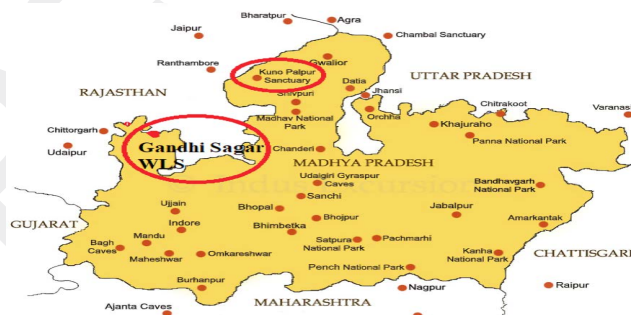 Bharatpur
Agra
Jaipur
Chambal Sanctuary
Gwalior
Ranthambore
Kuno Palpur
Sanctuary
UTTAR PRADESH
Datia
Jhansi
RAJASTHAN
Shivpuri
Chitrakoot
Varanas
Orchha
Madhav National
Park
Khajuraho
Chittorgarh
Panna National Park
Udaipur
Gandhi Sagar
WLS
Chanderi
MADHYA PRADESH
Udaigiri Gyraspur
Caves
Bandhavgarh
National Park
Sanchi
Ujjain
Bhopal
Jabalpur
GUJARAT
Indore
Bhojpur
Amarkantak
Mandu
Bhimbetka
Bagh
Caves
Satpura
National Park
Pachmarhi
Kanha
National Park
CHATTISGARI
Maheshwar
Omkareshwar
Pench National Park
Burhanpur
Nagpur
Raipur
MAHARASHTRA
Ajanta Caves